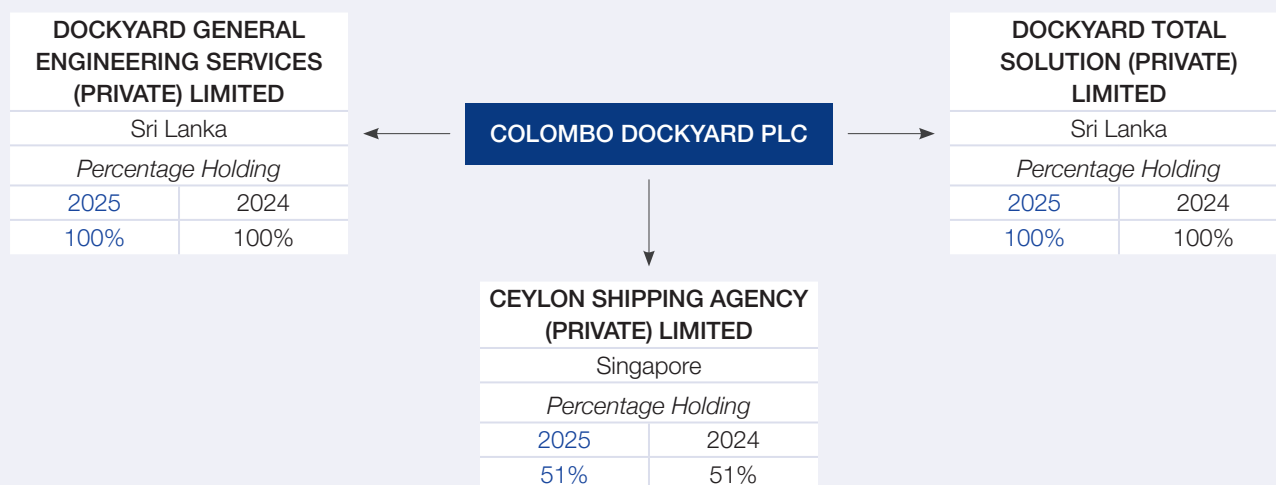 DOCKYARD GENERAL
ENGINEERING SERVICES
(PRIVATE) LIMITED
Sri Lanka
Percentage Holding
2025 2024
100% 100%
COLOMBO DOCKYARD PLC
DOCKYARD TOTAL
SOLUTION (PRIVATE)
LIMITED
Sri Lanka
Percentage Holding
2025 2024
100% 100%
CEYLON SHIPPING AGENCY
(PRIVATE) LIMITED
Singapore
Percentage Holding
2025 2024
51% 51%